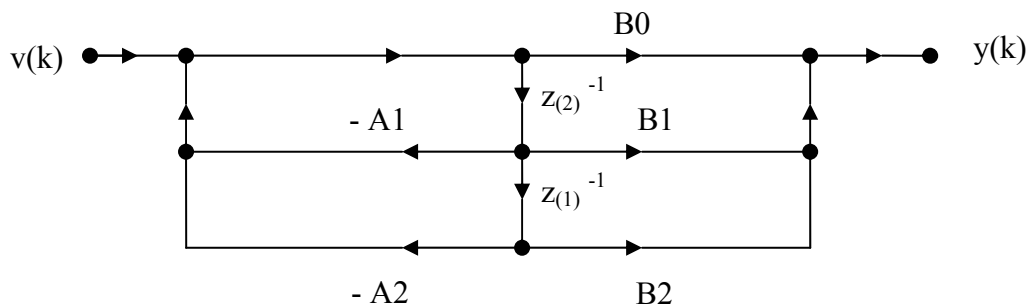 B0
v(k) y(k)
z(2) -1
- A1 B1
z(1) -1
- A2 B2